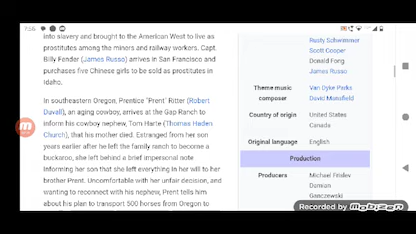 7:56
into slavery and brought to the American West to live as
prostitutes among the miners and railway workers. Capt.
Billy Fender (James Russo) arrives in San Francisco and
purchases five Chinese girls to be sold as prostitutes in
Idaho.
In southeastern Oregon, Prentice "Prent" Ritter (Robert
Duvall), an aging cowboy, arrives at the Gap Ranch to
inform his cowboy nephew, Tom Harte (Thomas Haden
Church), that his mother died. Estranged from her son
years earlier after he left the family ranch to become a
buckaroo, she left behind a brief impersonal note
informing her son that she left everything in her will to her
brother Prent. Uncomfortable with her unfair decision, and
wanting to reconnect with his nephew, Prent tells him
about his plan to transport 500 horses from Oregon to
Rusty Schwimmer
Scott Cooper
Donald Fong
James Russo
Theme music composer
Van Dyke Parks
David Mansfield
Country of origin
United States
Canada
Original language
English
Production
Producers
Michael Frislev
Damian
Ganczewski
Recorded by
Mobizen